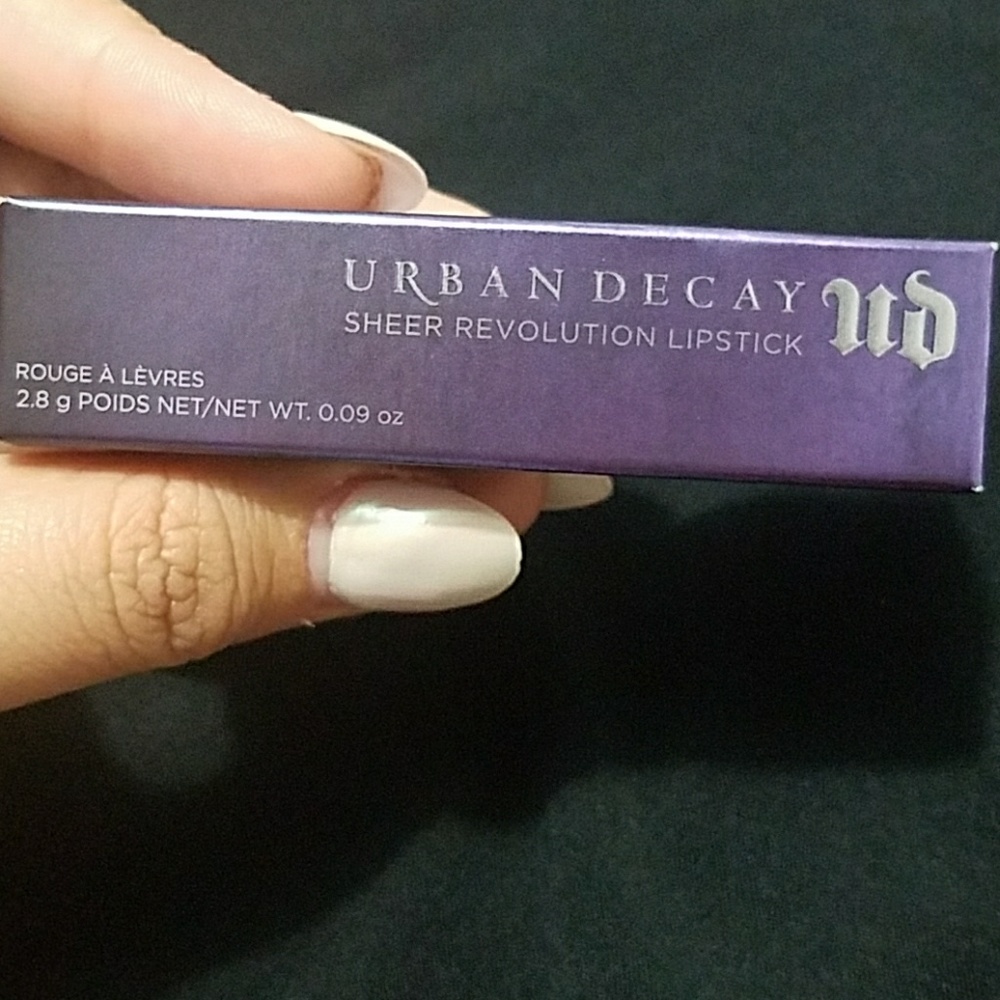 URBAN DECAY
SHEER REVOLUTION LIPSTICK
ud
ROUGE À LÈVRES
2.8 g POIDS NET/NET WT. 0.09 oz